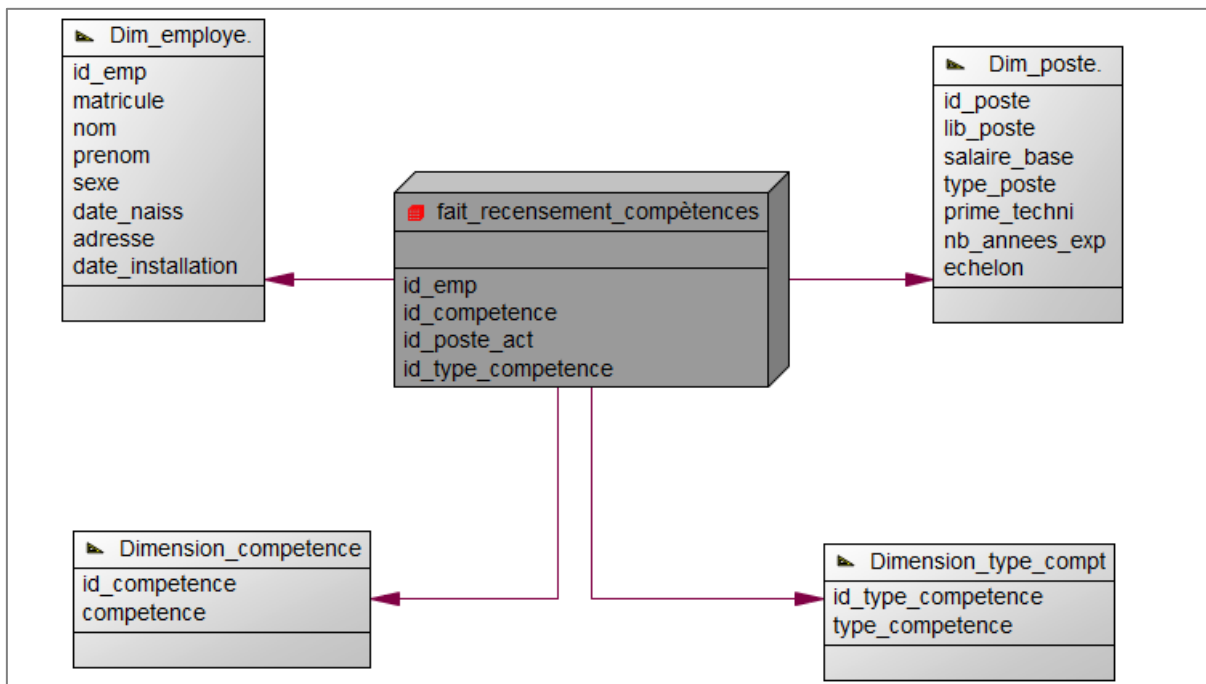 Dim_employe.
id_emp
matricule
nom
prenom
sexe
date_naiss
adresse
date_installation
Dim_poste.
id_poste
lib_poste
salaire_base
type_poste
prime_techni
nb_annees_exp
echelon
fait_recensement_compètences
id_emp
id_competence
id_poste_act
id_type_competence
Dimension_competence
id_competence
competence
Dimension_type_compt
id_type_competence
type_competence